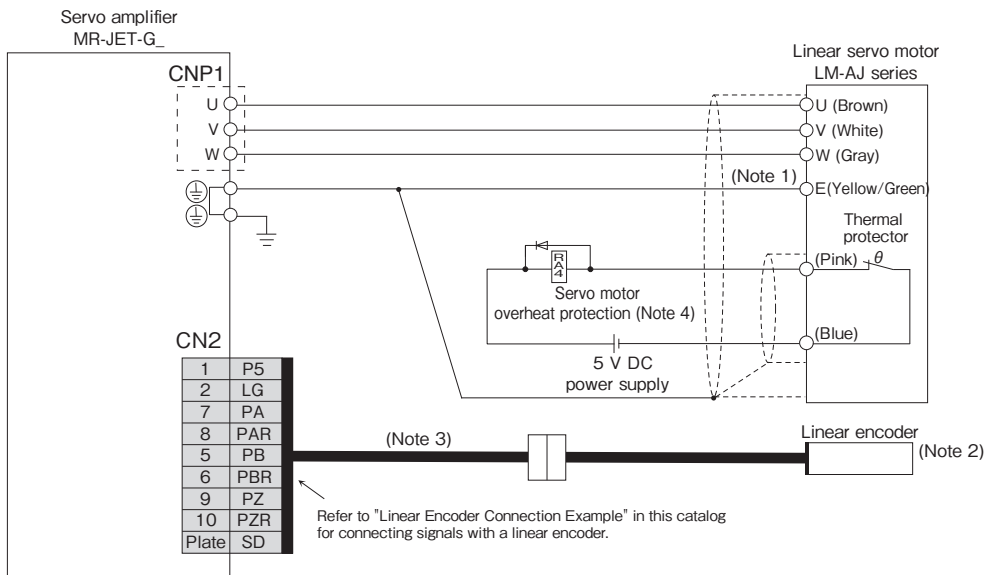 Servo amplifier
MR-JET-G_
Linear servo motor
LM-AJ series
CNP1
U
V
W
U (Brown)
V (White)
W (Gray)
(Note 1)
E(Yellow/Green)
Thermal
protector
(Pink)
θ
RA4
Servo motor
overheat protection (Note 4)
(Blue)
5 V DC
power supply
CN2
1 P5
2 LG
7 PA
8 PAR
5 PB
6 PBR
9 PZ
10 PZR
Plate SD
(Note 3)
Linear encoder
(Note 2)
Refer to "Linear Encoder Connection Example" in this catalog
for connecting signals with a linear encoder.